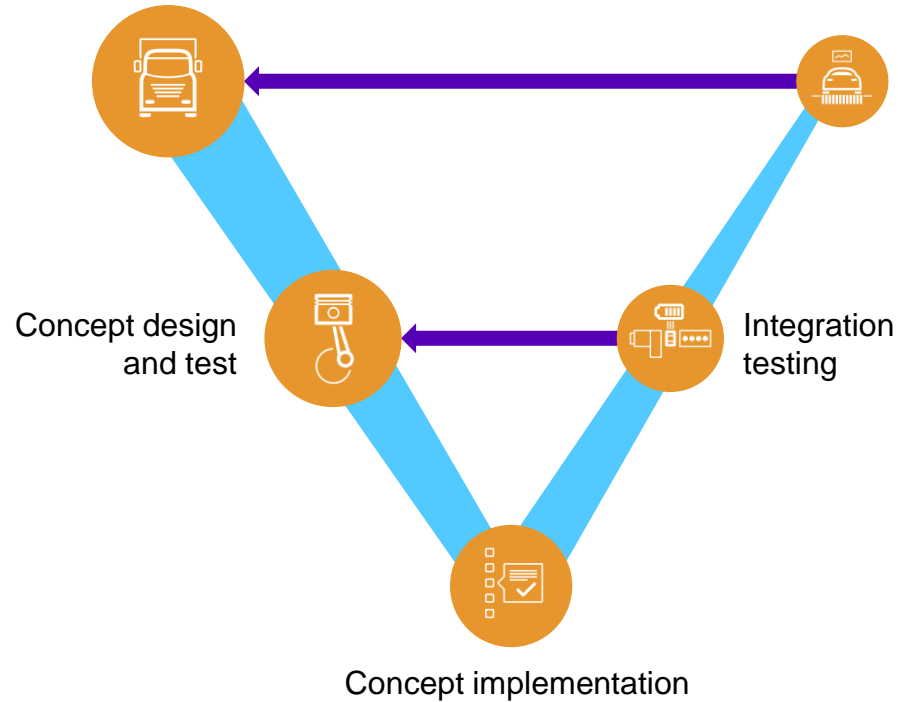 Concept design
and test
Integration
testing
Concept implementation